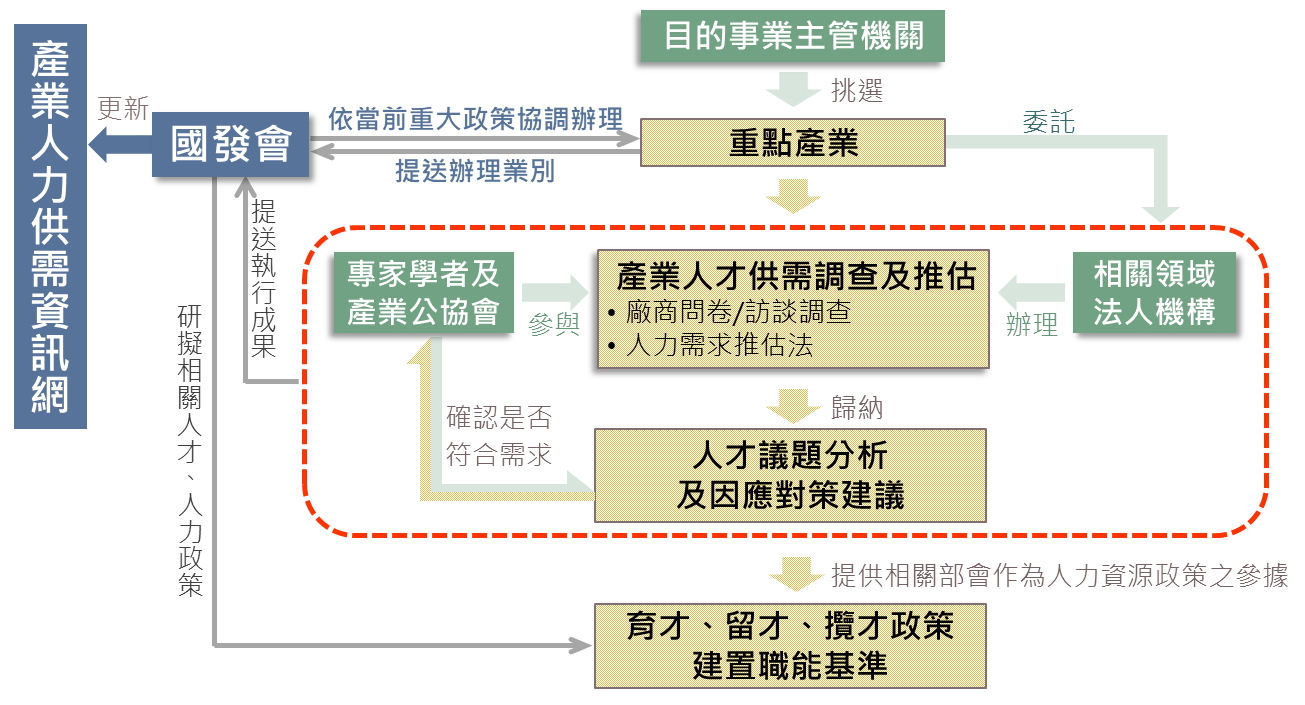 目的事業主管機關
挑選
產業人力供需資訊網
更新
國發會
依當前重大政策協調辦理
提送辦理業別
重點產業
委託
提送執行成果
研擬相關人才、人力政策
專家學者及
產業公協會
參與
產業人才供需調查及推估
• 廠商問卷/訪談調查
• 人力需求推估法
辦理
相關領域
法人機構
歸納
確認是否
符合需求
人才議題分析
及因應對策建議
提供相關部會作為人力資源政策之參據
育才、留才、攬才政策
建置職能基準